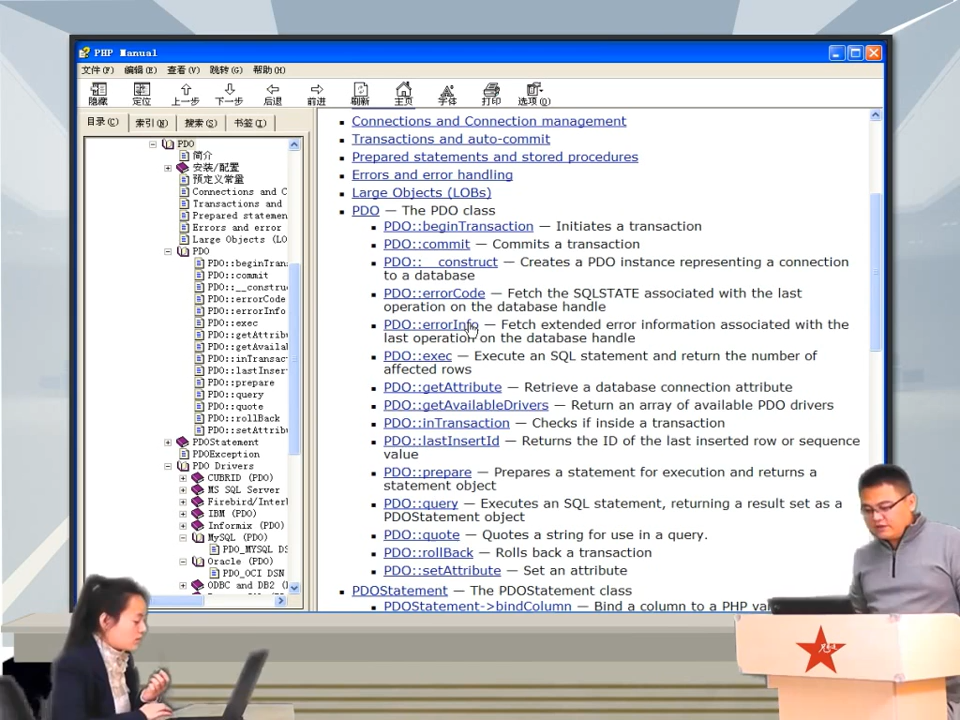 PHP Manual
文件(F) 编辑(E) 查看(V) 跳转(G) 帮助(H)
隐藏 定位 上一步 下一步 后退 前进 刷新 主页 字体 打印 选项(O)
目录(C) 索引(N) 搜索(S) 书签(I)
PDO
简介
安装/配置
预定义常量
Connections and C
Transactions and
Prepared statemen
Errors and error
Large Objects (LO
PDO
PDO::beginTran
PDO::commit
PDO::__constru
PDO::errorCode
PDO::errorInfo
PDO::exec
PDO::getAttrib
PDO::getAvaila
PDO::inTransac
PDO::lastInser
PDO::prepare
PDO::query
PDO::quote
PDO::rollBack
PDO::setAttrib
PDOStatement
PDOException
PDO Drivers
CUBRID (PDO)
MS SQL Server
Firebird/Inter
IBM (PDO)
Informix (PDO)
MySQL (PDO)
PDO_MYSQL DS
Oracle (PDO)
PDO_OCI DSN
ODBC and DB2 (
Connections and Connection management
Transactions and auto-commit
Prepared statements and stored procedures
Errors and error handling
Large Objects (LOBs)
PDO — The PDO class
PDO::beginTransaction — Initiates a transaction
PDO::commit — Commits a transaction
PDO::__construct — Creates a PDO instance representing a connection
to a database
PDO::errorCode — Fetch the SQLSTATE associated with the last
operation on the database handle
PDO::errorInfo — Fetch extended error information associated with the
last operation on the database handle
PDO::exec — Execute an SQL statement and return the number of
affected rows
PDO::getAttribute — Retrieve a database connection attribute
PDO::getAvailableDrivers — Return an array of available PDO drivers
PDO::inTransaction — Checks if inside a transaction
PDO::lastInsertId — Returns the ID of the last inserted row or sequence
value
PDO::prepare — Prepares a statement for execution and returns a
statement object
PDO::query — Executes an SQL statement, returning a result set as a
PDOStatement object
PDO::quote — Quotes a string for use in a query.
PDO::rollBack — Rolls back a transaction
PDO::setAttribute — Set an attribute
PDOStatement — The PDOStatement class
PDOStatement->bindColumn — Bind a column to a PHP